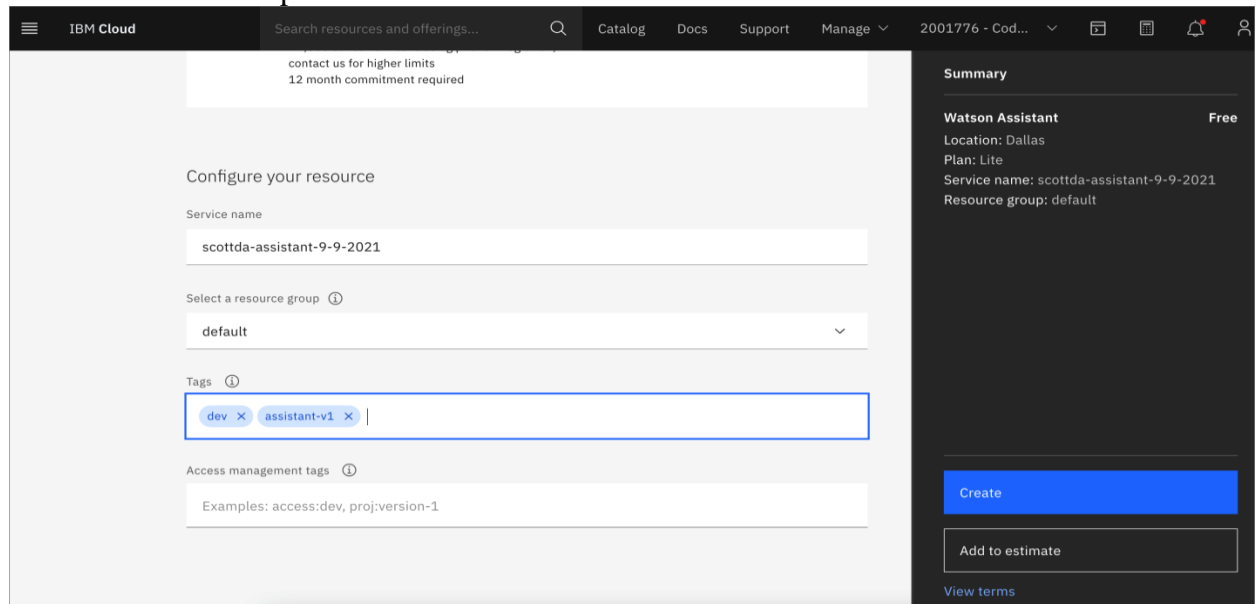 IBM Cloud
Search resources and offerings...
Catalog
Docs
Support
Manage
2001776 - Cod...
contact us for higher limits
12 month commitment required
Configure your resource
Service name
scottda-assistant-9-9-2021
Select a resource group
default
Tags
dev
assistant-v1
Access management tags
Examples: access:dev, proj:version-1
Summary
Watson Assistant Free
Location: Dallas
Plan: Lite
Service name: scottda-assistant-9-9-2021
Resource group: default
Create
Add to estimate
View terms